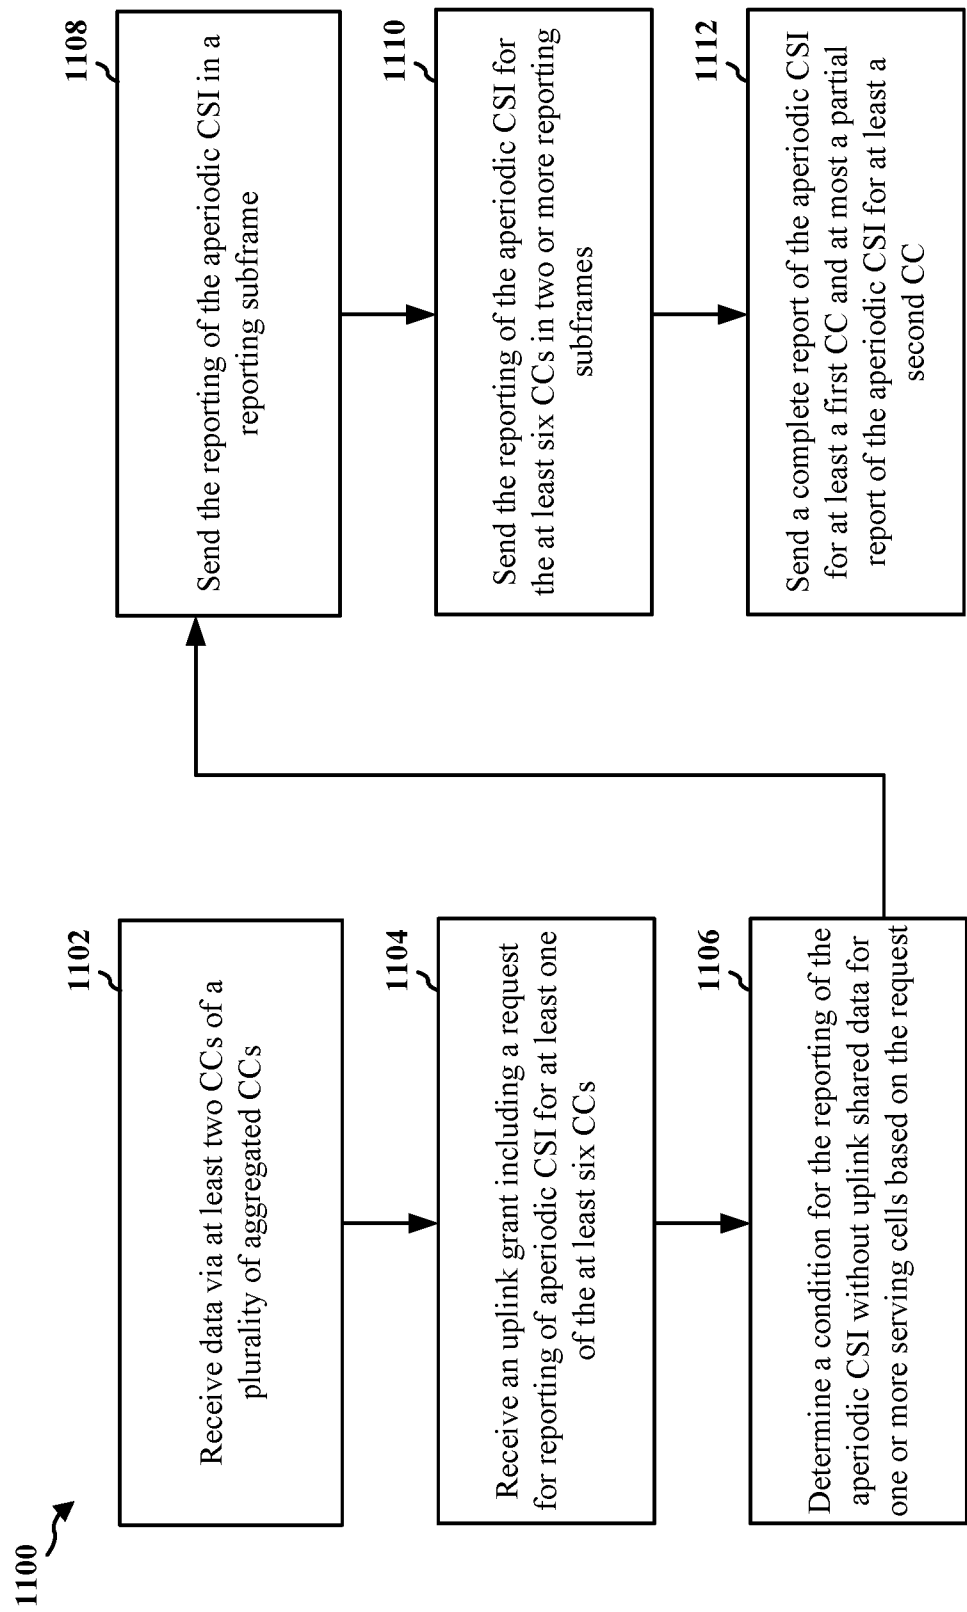 1100
1102
Receive data via at least two CCs of a
plurality of aggregated CCs
1104
Receive an uplink grant including a request
for reporting of aperiodic CSI for at least one
of the at least six CCs
1106
Determine a condition for the reporting of the
aperiodic CSI without uplink shared data for
one or more serving cells based on the request
1108
Send the reporting of the aperiodic CSI in a
reporting subframe
1110
Send the reporting of the aperiodic CSI for
the at least six CCs in two or more reporting
subframes
1112
Send a complete report of the aperiodic CSI
for at least a first CC and at most a partial
report of the aperiodic CSI for at least a
second CC